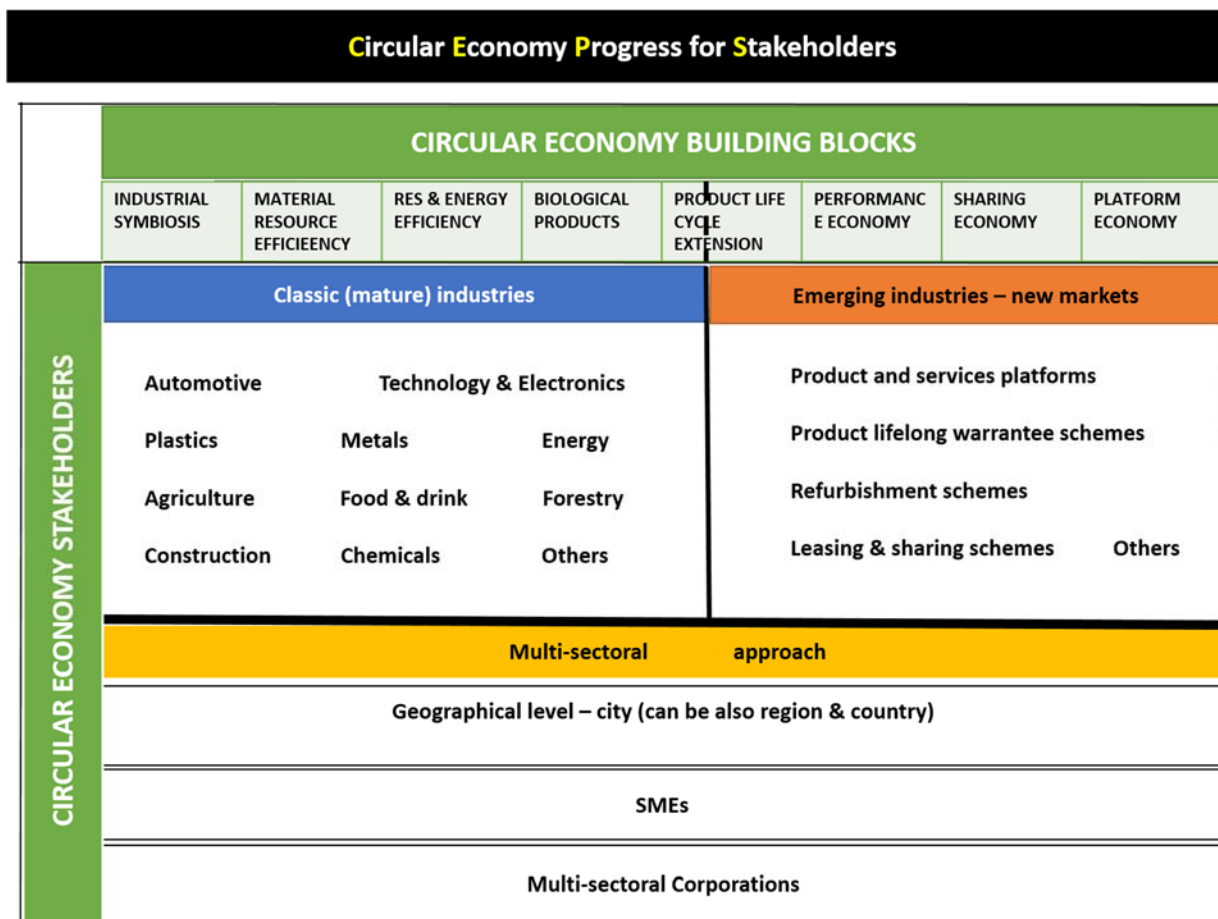 Circular Economy Progress for Stakeholders
CIRCULAR ECONOMY BUILDING BLOCKS
INDUSTRIAL
SYMBIOSIS
MATERIAL
RESOURCE
EFFICIEENCY
RES & ENERGY
EFFICIENCY
BIOLOGICAL
PRODUCTS
PRODUCT LIFE
CYCLE
EXTENSION
PERFORMANC
E ECONOMY
SHARING
ECONOMY
PLATFORM
ECONOMY
CIRCULAR ECONOMY STAKEHOLDERS
Classic (mature) industries
Automotive Technology & Electronics
Plastics Metals Energy
Agriculture Food & drink Forestry
Construction Chemicals Others
Emerging industries – new markets
Product and services platforms
Product lifelong warrantee schemes
Refurbishment schemes
Leasing & sharing schemes Others
Multi-sectoral approach
Geographical level – city (can be also region & country)
SMEs
Multi-sectoral Corporations